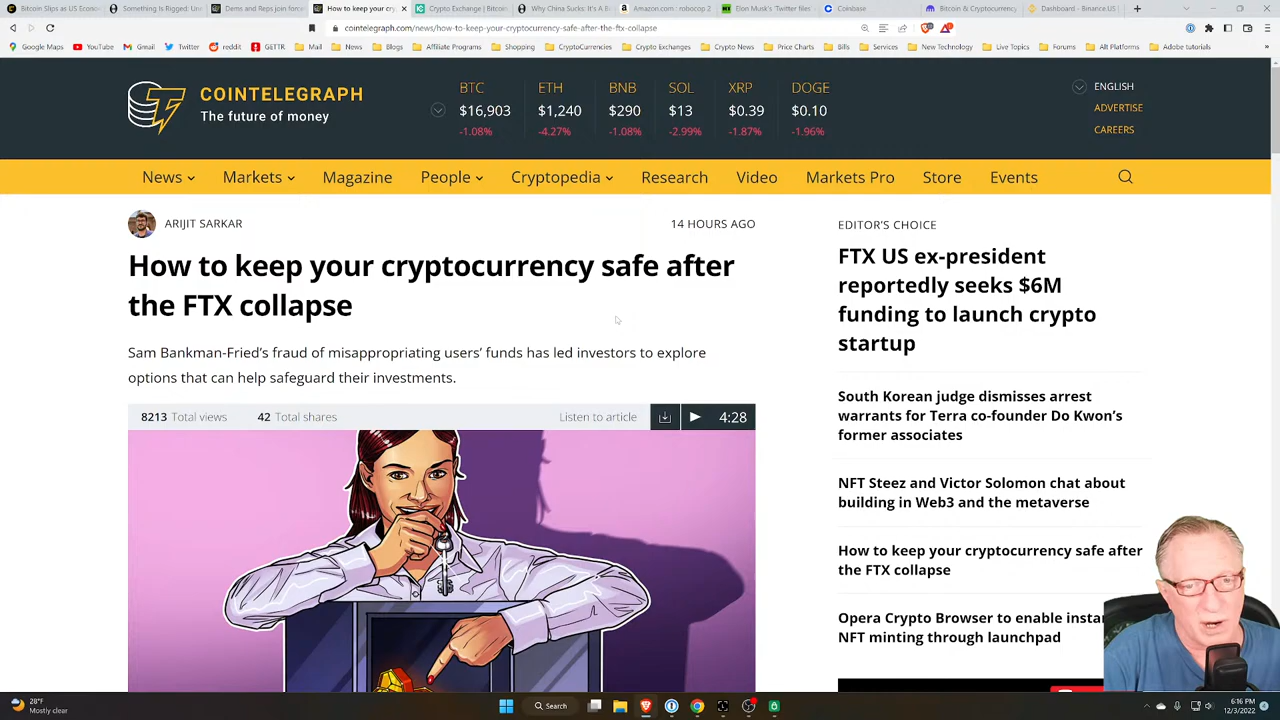 Bitcoin Slips as US Econo
Something Is Rigged: Un
Dems and Reps join force
How to keep your cry
Crypto Exchange | Bitcoin
Why China Sucks: It's A B
Amazon.com : robocop 2
Elon Musk's 'Twitter files
Coinbase
Bitcoin & Cryptocurrency
Dashboard - Binance.US
cointelegraph.com/news/how-to-keep-your-cryptocurrency-safe-after-the-ftx-collapse
Google Maps
YouTube
Gmail
Twitter
reddit
GETTR
Mail
News
Blogs
Affiliate Programs
Shopping
CryptoCurrencies
Crypto Exchanges
Crypto News
Price Charts
Bills
Services
New Technology
Live Topics
Forums
Alt Platforms
Adobe tutorials
COINTELEGRAPH
The future of money
BTC ETH BNB SOL XRP DOGE
$16,903 $1,240 $290 $13 $0.39 $0.10
-1.08% -4.27% -1.08% -2.99% -1.87% -1.96%
ENGLISH
ADVERTISE
CAREERS
News Markets Magazine People Cryptopedia Research Video Markets Pro Store Events
ARIJIT SARKAR
14 HOURS AGO
How to keep your cryptocurrency safe after
the FTX collapse
Sam Bankman-Fried's fraud of misappropriating users' funds has led investors to explore
options that can help safeguard their investments.
8213 Total views 42 Total shares
Listen to article
4:28
EDITOR'S CHOICE
FTX US ex-president
reportedly seeks $6M
funding to launch crypto
startup
South Korean judge dismisses arrest
warrants for Terra co-founder Do Kwon's
former associates
NFT Steez and Victor Solomon chat about
building in Web3 and the metaverse
How to keep your cryptocurrency safe after
the FTX collapse
Opera Crypto Browser to enable instan
NFT minting through launchpad
28°F
Mostly clear
Search
6:16 PM
12/3/2022